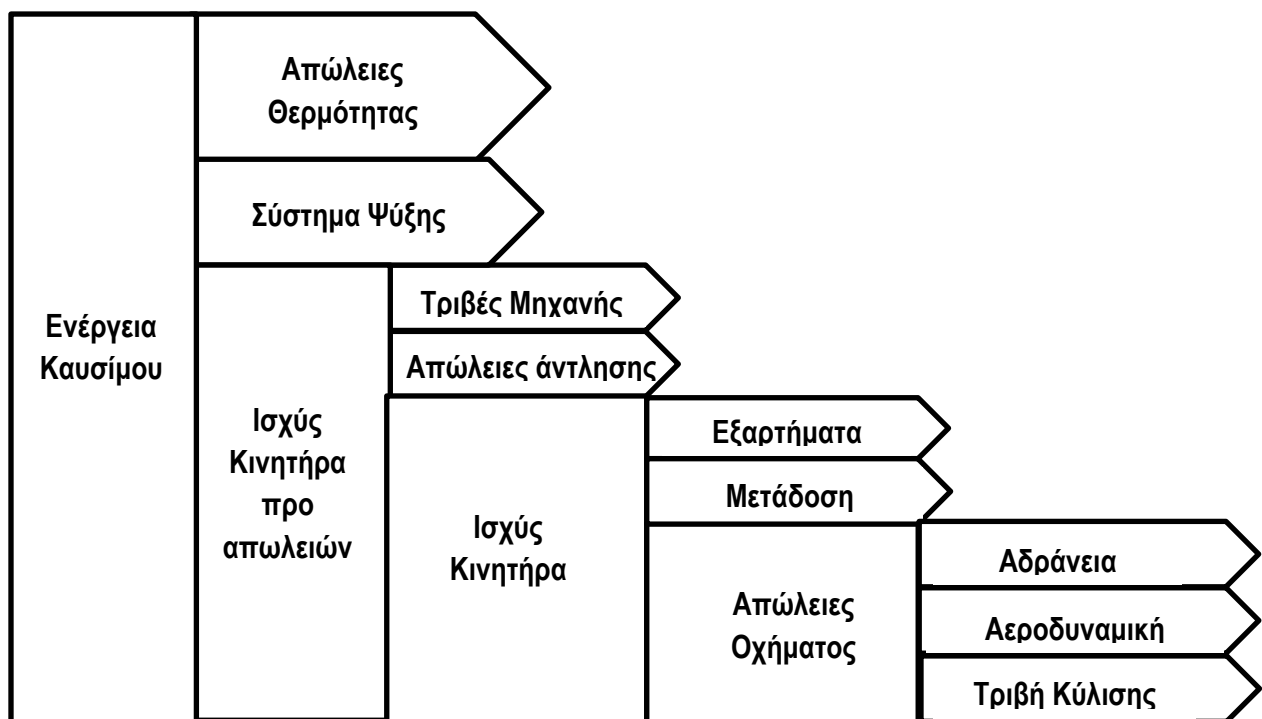 Απώλειες
Θερμότητας
Σύστημα Ψύξης
Ενέργεια
Καυσίμου
Τριβές Μηχανής
Απώλειες άντλησης
Ισχύς
Κινητήρα
προ
απωλειών
Εξαρτήματα
Μετάδοση
Ισχύς
Κινητήρα
Αδράνεια
Απώλειες
Οχήματος
Αεροδυναμική
Τριβή Κύλισης